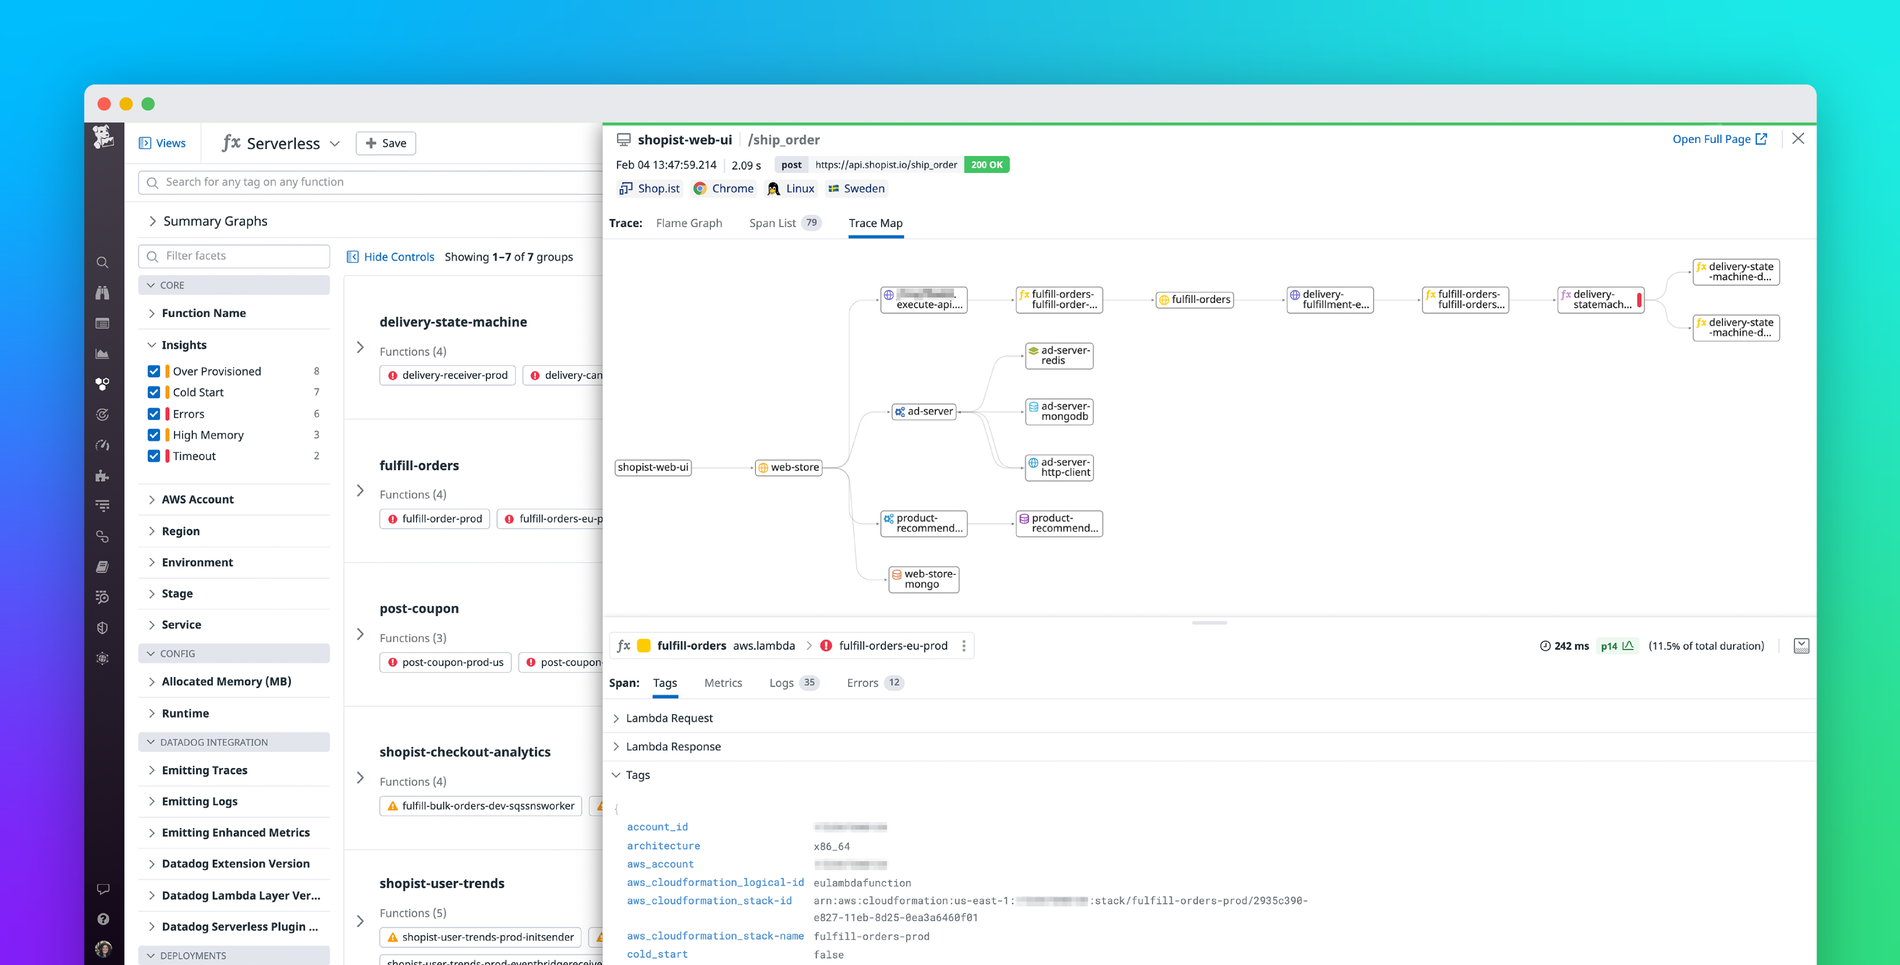 Views
fx Serverless
+ Save
Search for any tag on any function
Summary Graphs
Filter facets
Hide Controls Showing 1–7 of 7 groups
CORE
Function Name
Insights
Over Provisioned 8
Cold Start 7
Errors 6
High Memory 3
Timeout 2
AWS Account
Region
Environment
Stage
Service
CONFIG
Allocated Memory (MB)
Runtime
DATADOG INTEGRATION
Emitting Traces
Emitting Logs
Emitting Enhanced Metrics
Datadog Extension Version
Datadog Lambda Layer Ver...
Datadog Serverless Plugin ...
DEPLOYMENTS
delivery-state-machine
Functions (4)
delivery-receiver-prod delivery-can
fulfill-orders
Functions (4)
fulfill-order-prod fulfill-orders-eu-p
post-coupon
Functions (3)
post-coupon-prod-us post-coupon-
shopist-checkout-analytics
Functions (4)
fulfill-bulk-orders-dev-sqssnsworker
shopist-user-trends
Functions (5)
shopist-user-trends-prod-initsender
shopist-user-trends-prod-eventbridgereceive
shopist-web-ui /ship_order
Open Full Page
Feb 04 13:47:59.214 2.09 s post https://api.shopist.io/ship_order 200 OK
Shop.ist Chrome Linux Sweden
Trace: Flame Graph Span List 79 Trace Map
shopist-web-ui
web-store
execute-api....
fx fulfill-orders-
fulfill-order-...
fulfill-orders
delivery-
fulfillment-e...
fx fulfill-orders-
fulfill-orders...
fx delivery-
statemach...
fx delivery-state
-machine-d...
fx delivery-state
-machine-d...
ad-server
ad-server-
redis
ad-server-
mongodb
ad-server-
http-client
product-
recommend...
product-
recommend...
web-store-
mongo
fx fulfill-orders aws.lambda fulfill-orders-eu-prod
242 ms p14 (11.5% of total duration)
Span: Tags Metrics Logs 35 Errors 12
Lambda Request
Lambda Response
Tags
{
account_id
architecture x86_64
aws_account
aws_cloudformation_logical-id eulambdafunction
aws_cloudformation_stack-id arn:aws:cloudformation:us-east-1: :stack/fulfill-orders-prod/2935c390-
e827-11eb-8d25-0ea3a6460f01
aws_cloudformation_stack-name fulfill-orders-prod
cold_start false